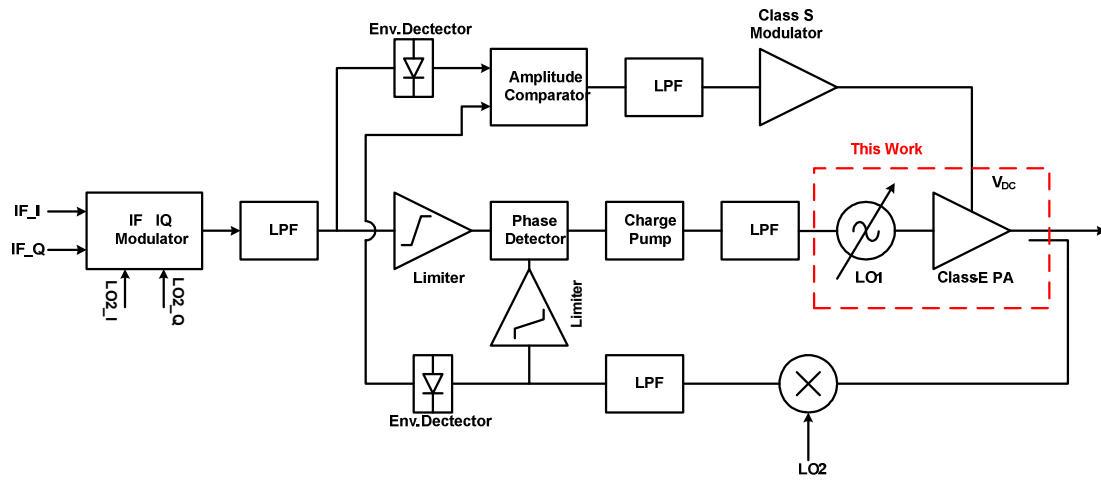 Class S
Modulator
Env.Dectector
Amplitude
Comparator
LPF
This Work
VDC
IF_I
IF_Q
IF IQ
Modulator
LPF
Limiter
Phase
Detector
Charge
Pump
LPF
LO1
Class-E PA
LO2_I
LO2_Q
Limiter
Env.Dectector
LPF
LO2